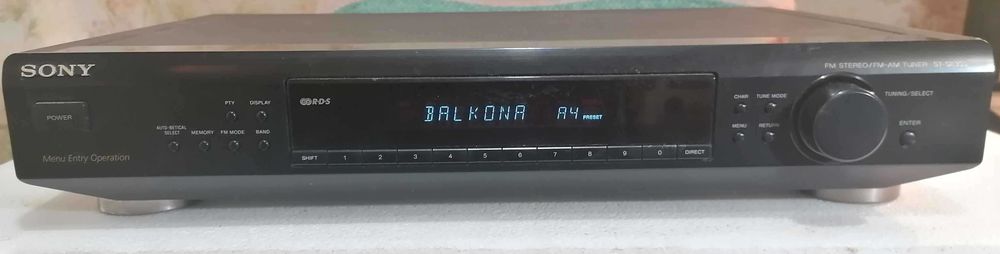 SONY
FM STEREO/FM-AM TUNER
POWER
PTY DISPLAY
AUTO-BETICAL SELECT MEMORY FM MODE BAND
Menu Entry Operation
R·D·S
BALKONA A4 PRESET
SHIFT 1 2 3 4 5 6 7 8 9 0 DIRECT
CHAR TUNE MODE
MENU RETURN
TUNING/SELECT
ENTER